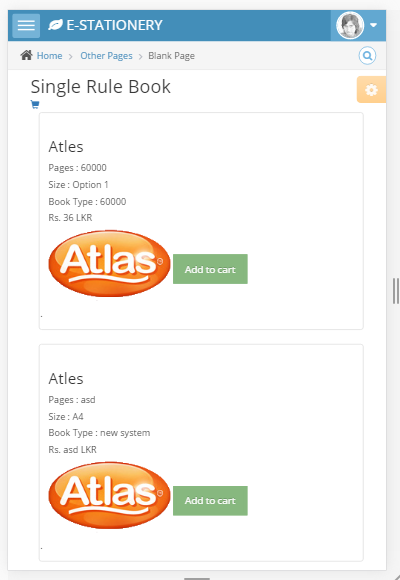 E-STATIONERY
Home > Other Pages > Blank Page
Single Rule Book
Atles
Pages : 60000
Size : Option 1
Book Type : 60000
Rs. 36 LKR
Atlas
Add to cart
.
Atles
Pages : asd
Size : A4
Book Type : new system
Rs. asd LKR
Atlas
Add to cart
.